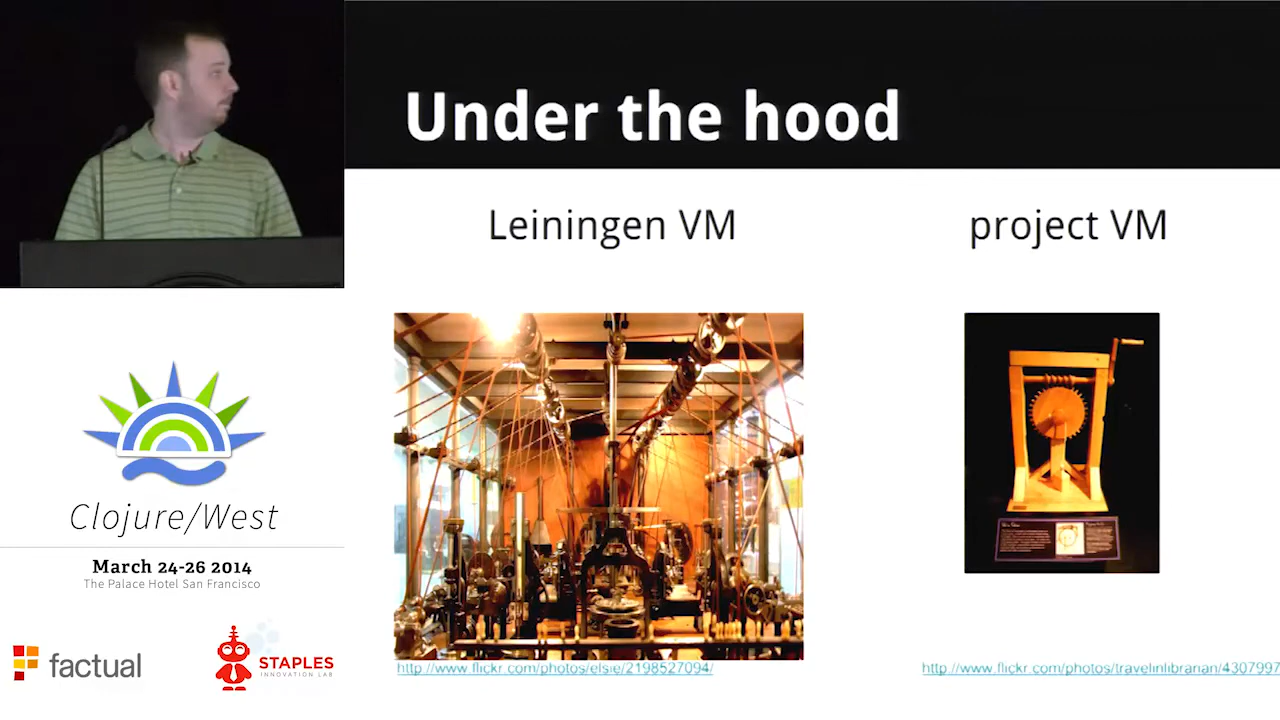 Under the hood
Leiningen VM
project VM
http://www.flickr.com/photos/elsie/2198527094/
http://www.flickr.com/photos/travelinlibrarian/4307997
Clojure/West
March 24-26 2014
The Palace Hotel San Francisco
factual
STAPLES
INNOVATION LAB